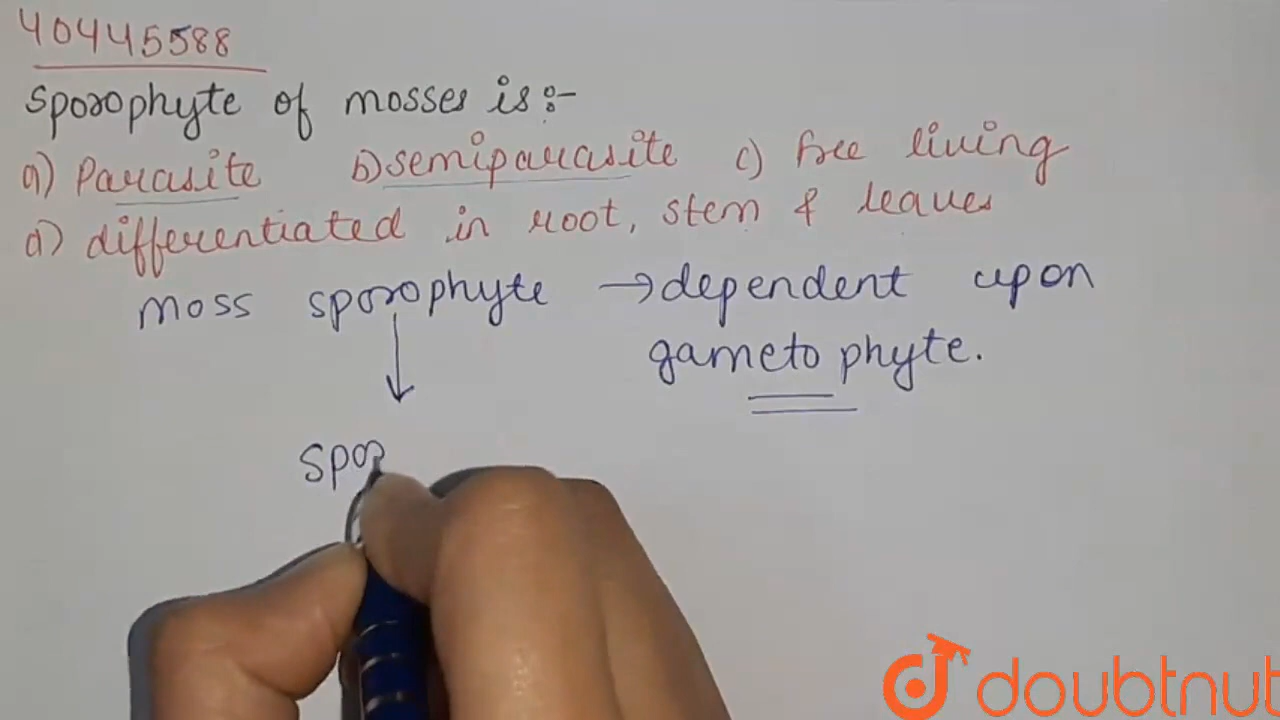 40445588
Sporophyte of mosses is :-
a) Parasite b) semiparasite c) free living
d) differentiated in root, stem & leaves
moss sporophyte → dependent upon
gametophyte.
Spor
doubtnut